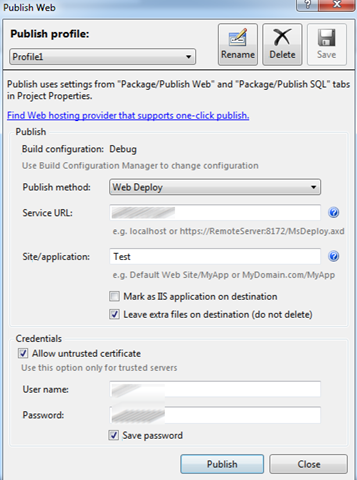 Publish Web
Publish profile:
Profile1
Rename
Delete
Save
Publish uses settings from "Package/Publish Web" and "Package/Publish SQL" tabs
in Project Properties.
Find Web hosting provider that supports one-click publish.
Publish
Build configuration: Debug
Use Build Configuration Manager to change configuration
Publish method: Web Deploy
Service URL:
e.g. localhost or https://RemoteServer:8172/MsDeploy.axd
Site/application: Test
e.g. Default Web Site/MyApp or MyDomain.com/MyApp
Mark as IIS application on destination
Leave extra files on destination (do not delete)
Credentials
Allow untrusted certificate
Use this option only for trusted servers
User name:
Password:
Save password
Publish
Close